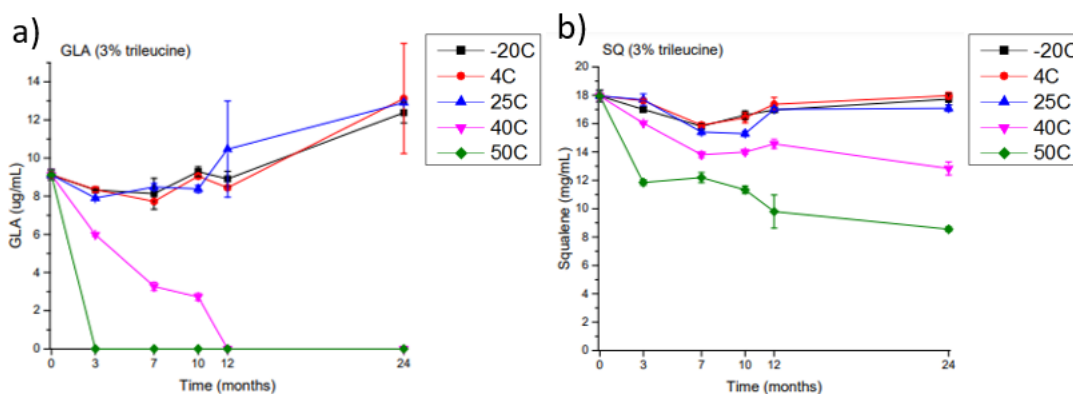 a)
GLA (3% trileucine)
-20C
4C
25C
40C
50C
14
12
10
8
6
4
2
0
GLA (ug/mL)
0 3 7 10 12 24
Time (months)
b)
SQ (3% trileucine)
-20C
4C
25C
40C
50C
20
18
16
14
12
10
8
6
4
2
0
Squalene (mg/mL)
0 3 7 10 12 24
Time (months)